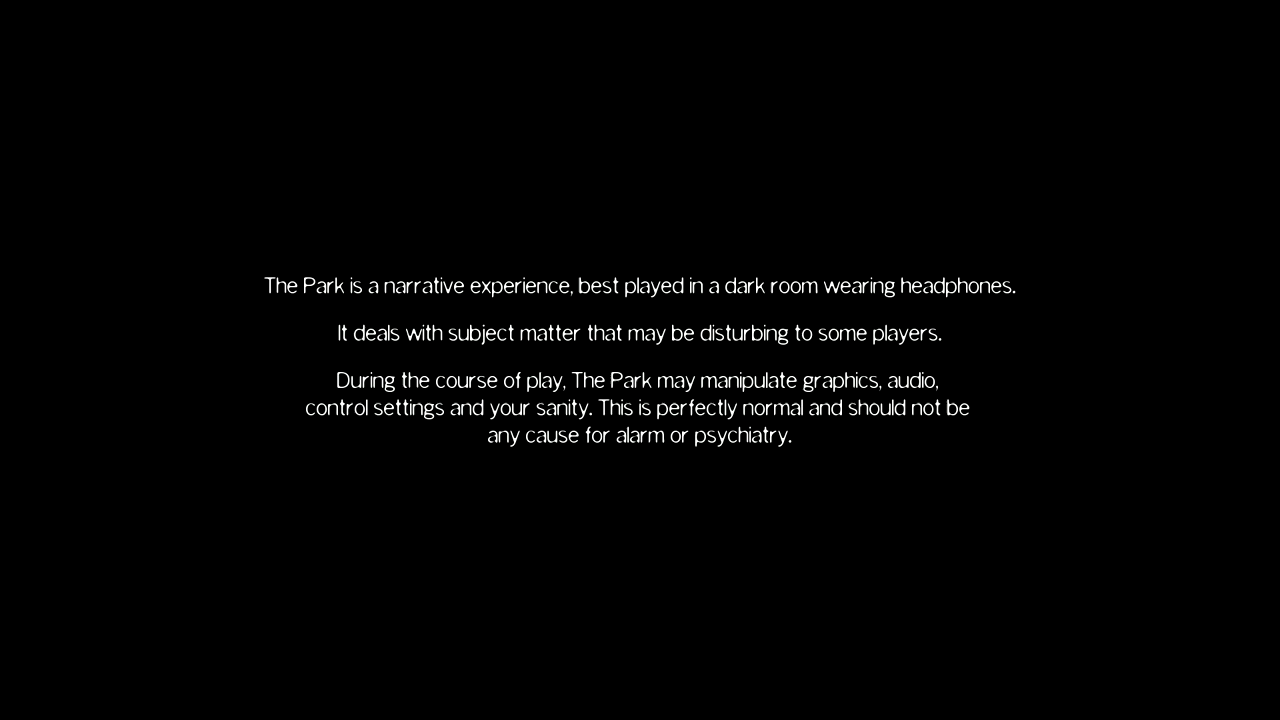 The Park is a narrative experience, best played in a dark room wearing headphones.
It deals with subject matter that may be disturbing to some players.
During the course of play, The Park may manipulate graphics, audio,
control settings and your sanity. This is perfectly normal and should not be
any cause for alarm or psychiatry.